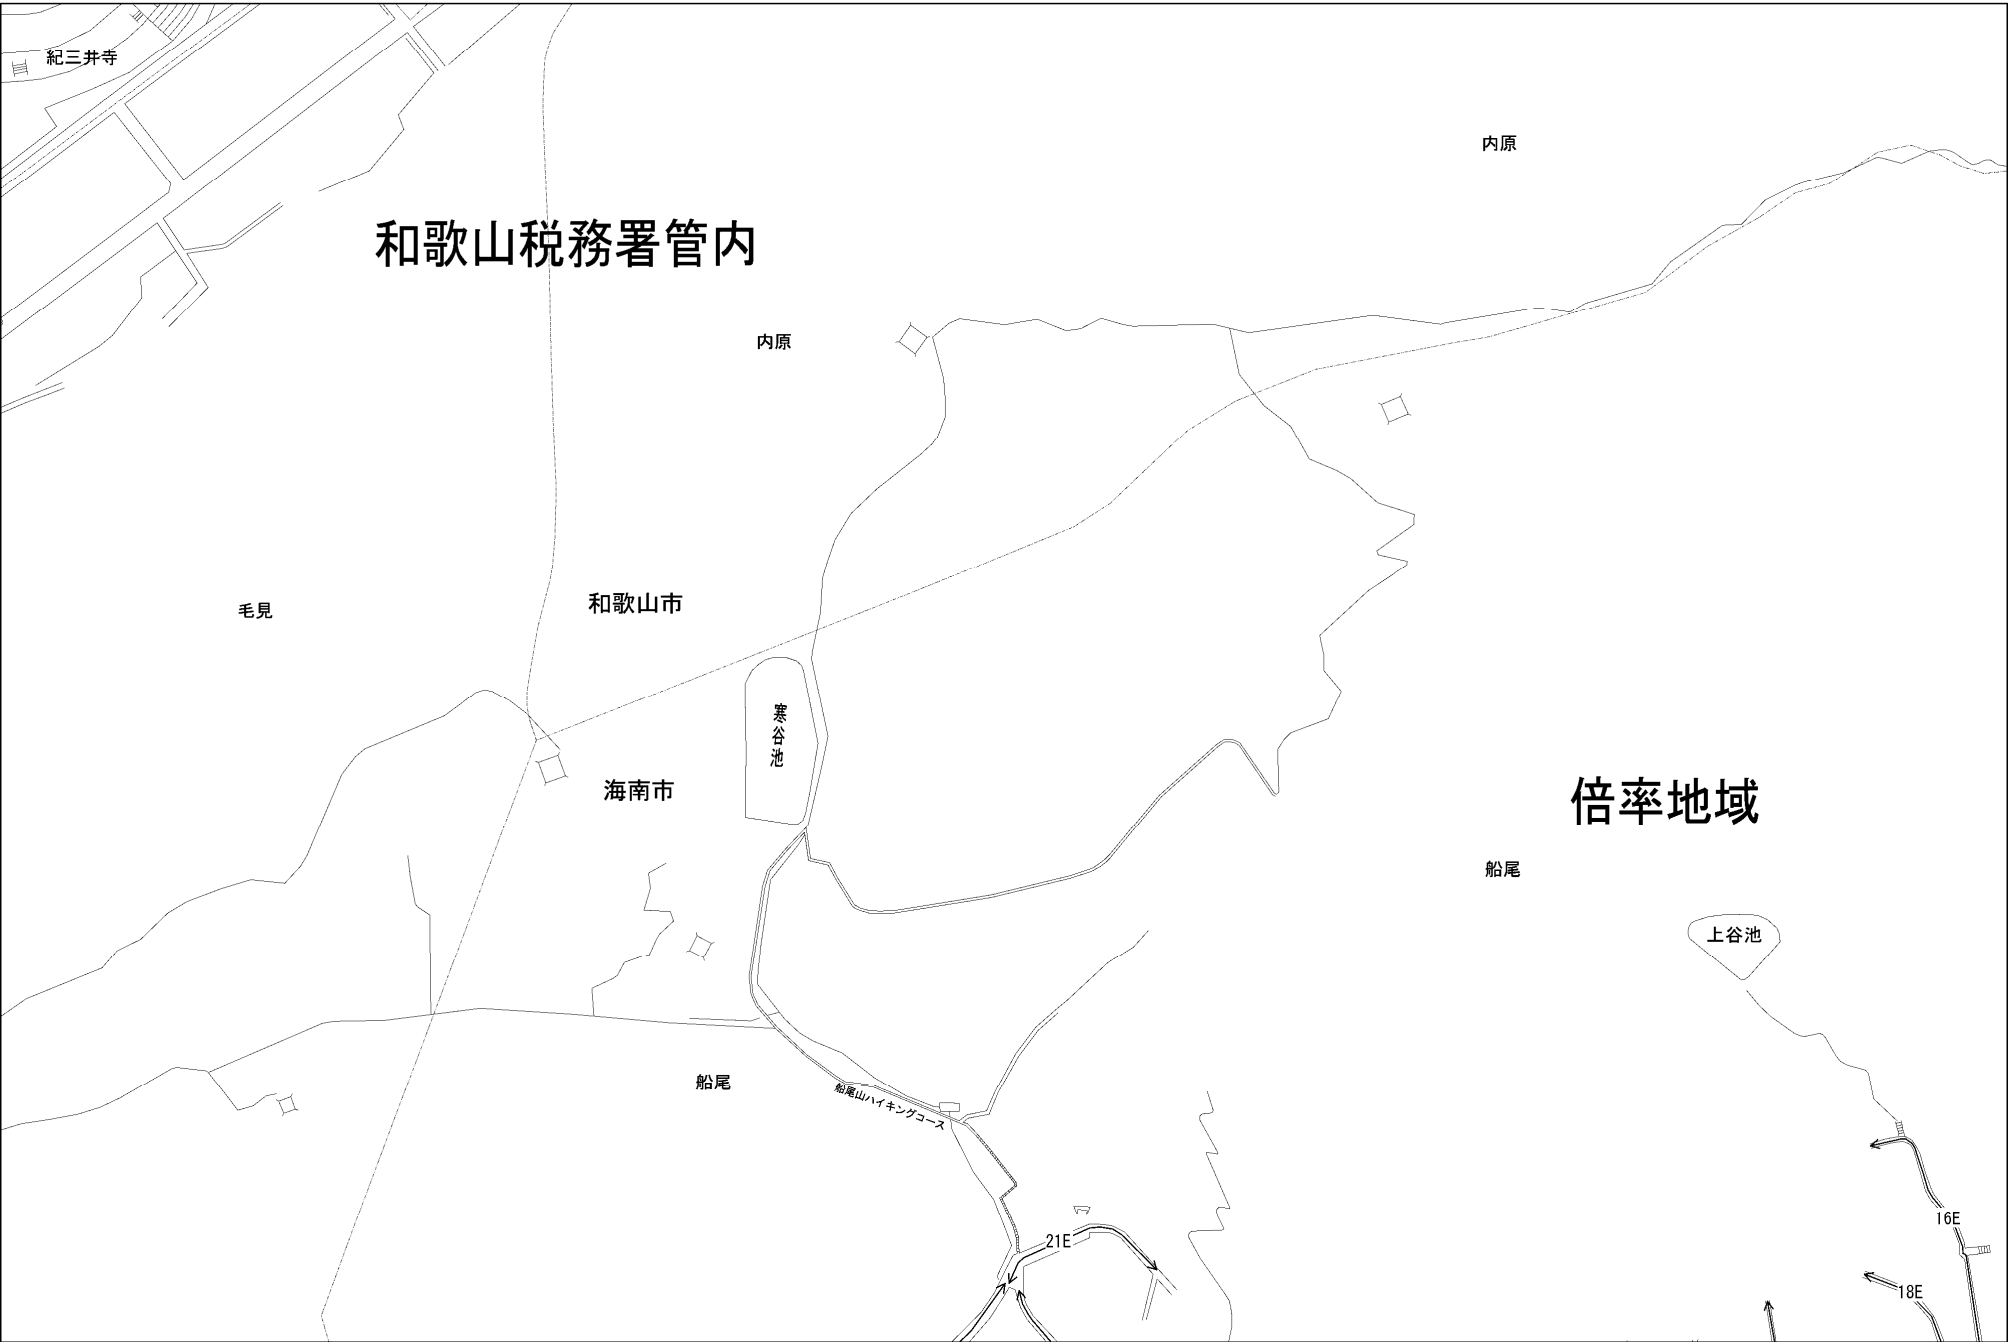 紀三井寺
内原
和歌山税務署管内
内原
毛見
和歌山市
寒谷池
海南市
倍率地域
船尾
上谷池
船尾
船尾山ハイキングコース
16E
21E
18E